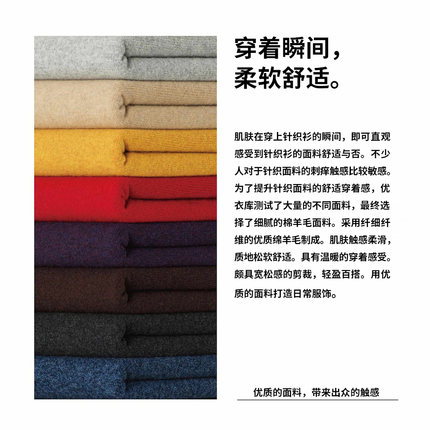 穿着瞬间，
柔软舒适。
肌肤在穿上针织衫的瞬间，即可直观
感受到针织衫的面料舒适与否。不少
人对于针织面料的刺痒触感比较敏感。
为了提升针织面料的舒适穿着感，优
衣库测试了大量的不同面料，最终选
择了细腻的棉羊毛面料。采用纤细纤
维的优质绵羊毛制成。肌肤触感柔滑，
质地松软舒适。具有温暖的穿着感受。
颇具宽松感的剪裁，轻盈百搭。用优
质的面料打造日常服饰。
优质的面料，带来出众的触感